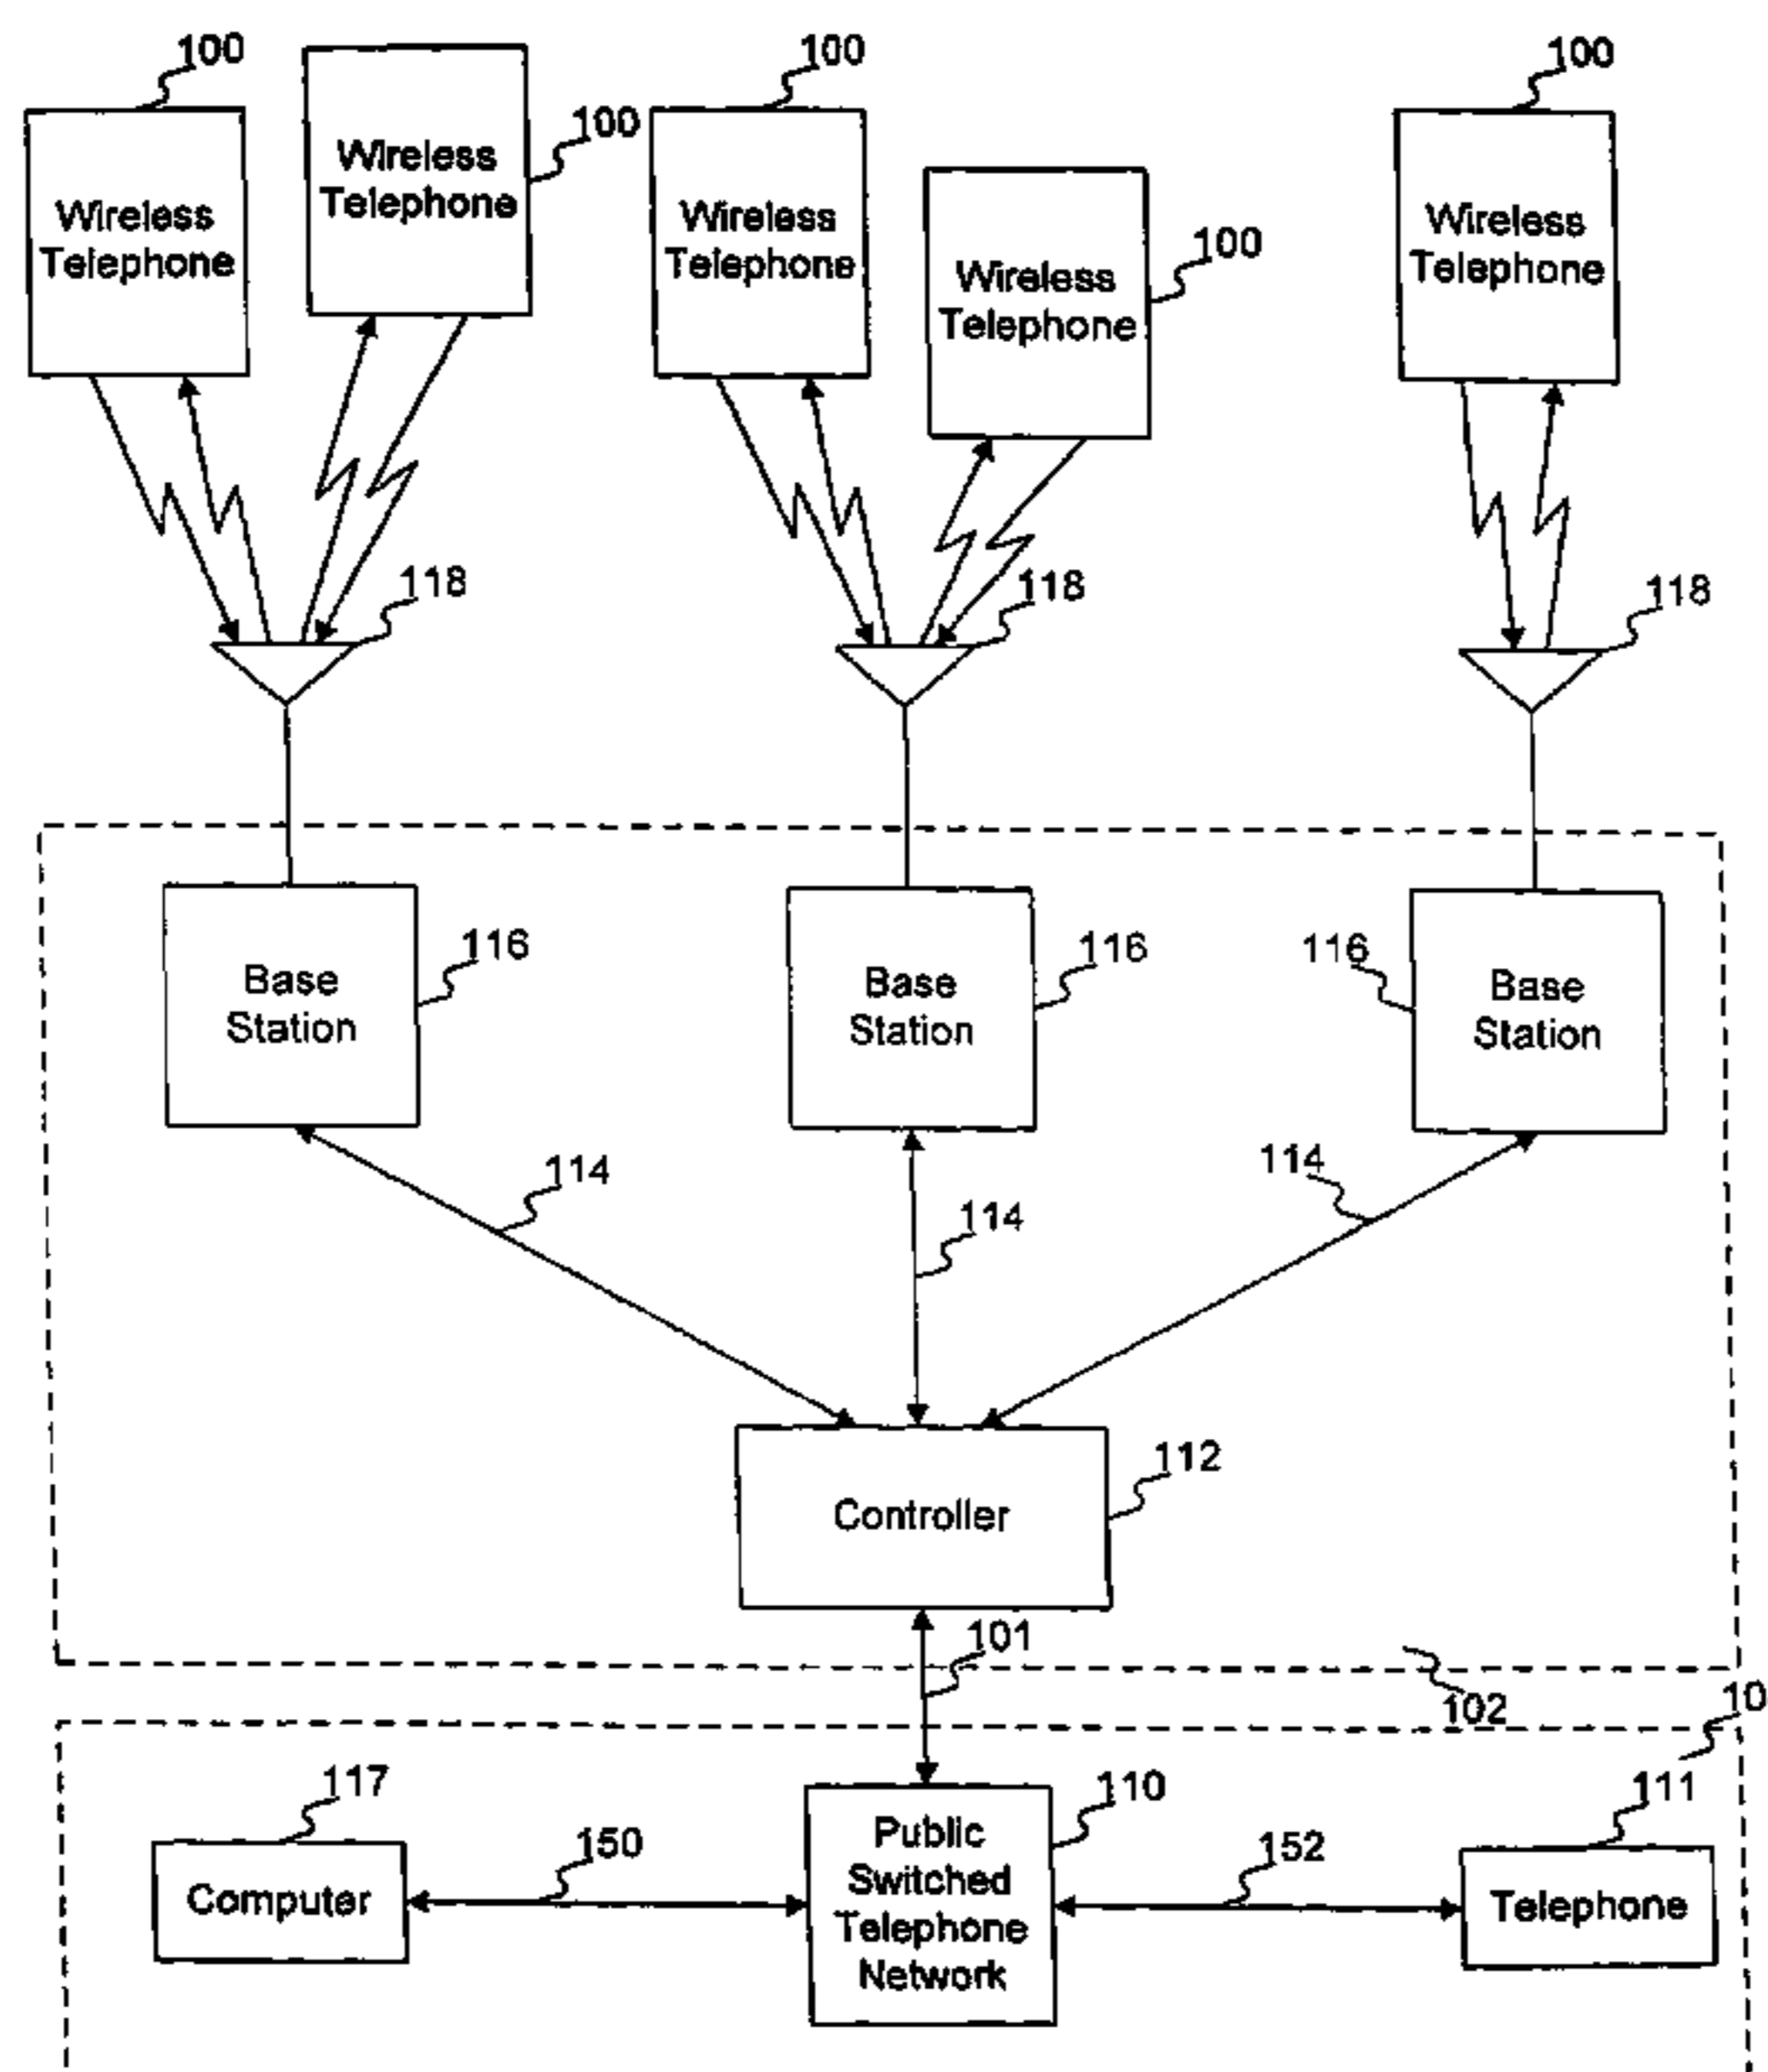 100
100
100
Wireless
Telephone
100
Wireless
Telephone
Wireless
Telephone
100
Wireless
Telephone
Wireless
Telephone
118
118
118
Base
Station
116
Base
Station
116
116
Base
Station
114
114
114
Controller
112
101
102
10
117
110
111
Computer
150
Public
Switched
Telephone
Network
152
Telephone